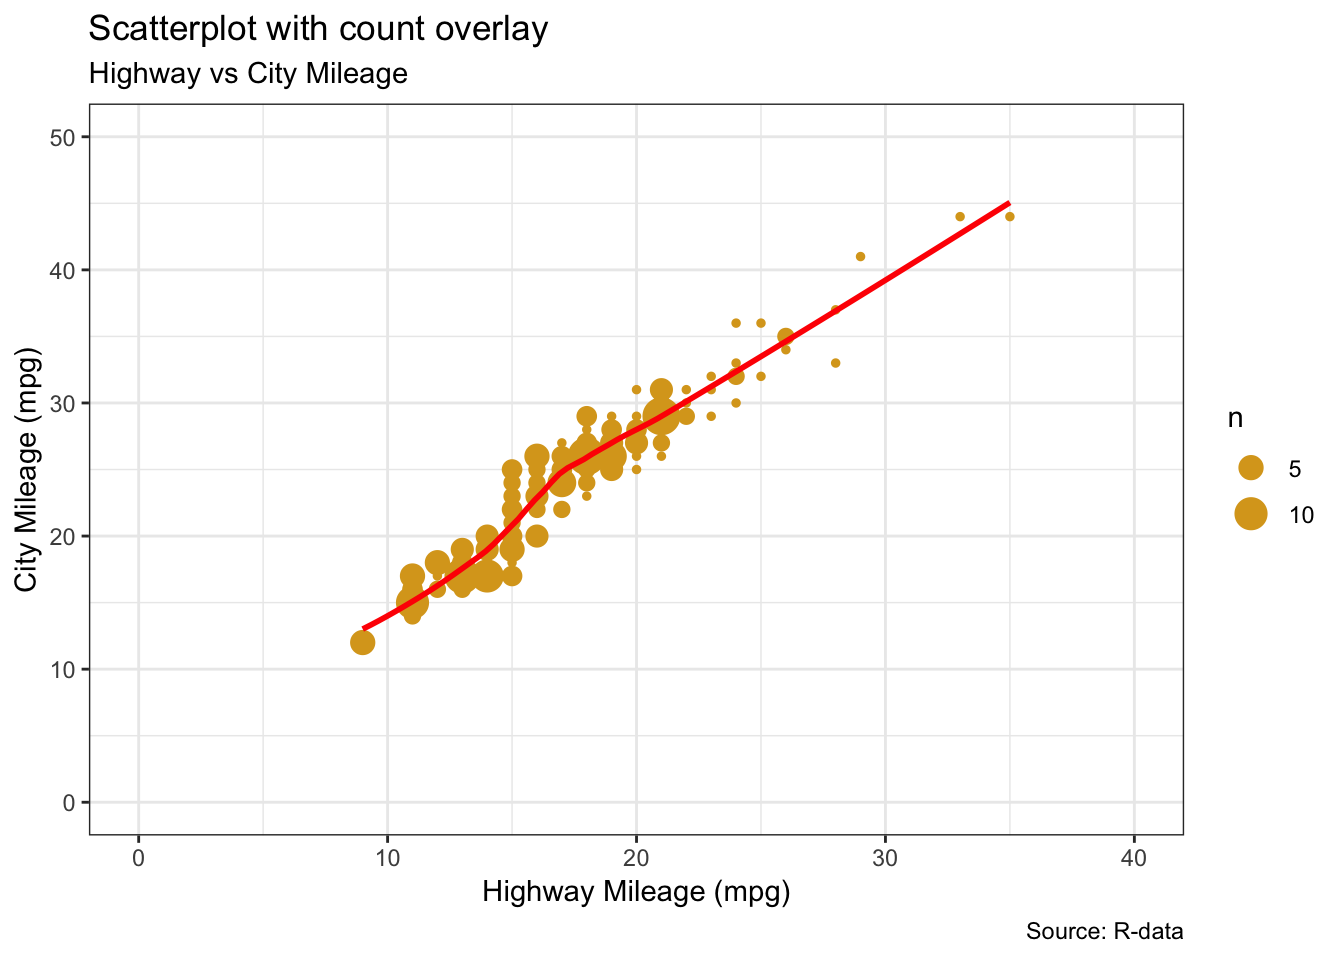 Scatterplot with count overlay
Highway vs City Mileage
50
40
30
20
10
0
City Mileage (mpg)
0 10 20 30 40
Highway Mileage (mpg)
n
5
10
Source: R-data